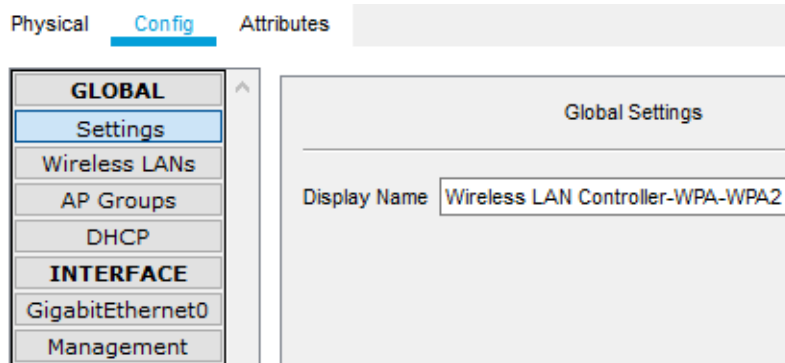 Physical Config Attributes
GLOBAL
Settings
Wireless LANs
AP Groups
DHCP
INTERFACE
GigabitEthernet0
Management
Global Settings
Display Name Wireless LAN Controller-WPA-WPA2